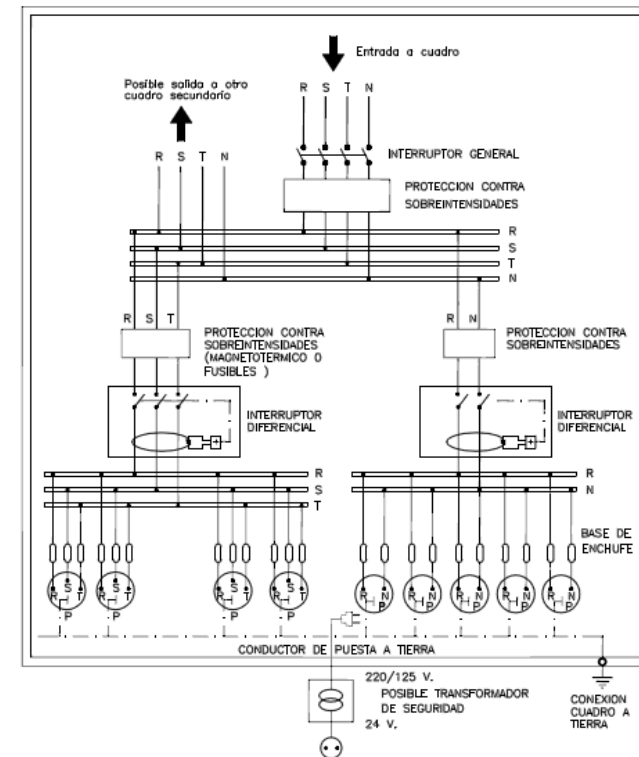 Entrada a cuadro
Posible salida a otro
cuadro secundario
R S T N
R S T N
INTERRUPTOR GENERAL
PROTECCION CONTRA
SOBREINTENSIDADES
R
S
T
N
R S T
R N
PROTECCION CONTRA
SOBREINTENSIDADES
(MAGNETOTERMICO O
FUSIBLES )
PROTECCION CONTRA
SOBREINTENSIDADES
INTERRUPTOR
DIFERENCIAL
INTERRUPTOR
DIFERENCIAL
R
S
T
R
N
BASE DE
ENCHUFE
R S T
R S T
R S T
R S T
R N
R N
R N
R N
R N
P
P
P
P
P
P
P
P
P
CONDUCTOR DE PUESTA A TIERRA
220/125 V.
POSIBLE TRANSFORMADOR
DE SEGURIDAD
24 V.
CONEXION
CUADRO A
TIERRA